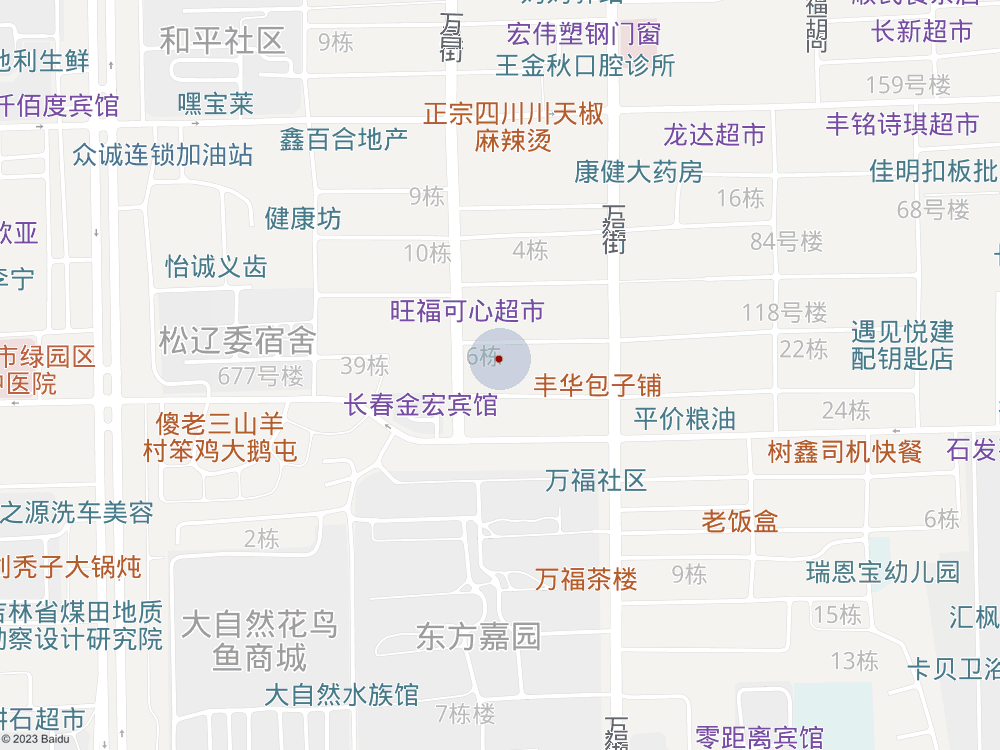 和平社区
9栋
万昌街
宏伟塑钢门窗
长新超市
王金秋口腔诊所
159号楼
嘿宝莱
正宗四川川天椒
麻辣烫
鑫百合地产
龙达超市
丰铭诗琪超市
众诚连锁加油站
康健大药房
佳明扣板批
9栋
16栋
68号楼
健康坊
万福街
84号楼
10栋
4栋
怡诚义齿
李宁
旺福可心超市
118号楼
松辽委宿舍
遇见悦建
配钥匙店
22栋
6栋
市绿园区
中医院
39栋
677号楼
丰华包子铺
长春金宏宾馆
24栋
平价粮油
傻老三山羊
村笨鸡大鹅屯
树鑫司机快餐
石发
万福社区
之源洗车美容
老饭盒
6栋
2栋
秃子大锅炖
万福茶楼
9栋
瑞恩宝幼儿园
吉林省煤田地质
勘察设计研究院
大自然花鸟
鱼商城
东方嘉园
15栋
汇枫
13栋
卡贝卫浴
大自然水族馆
7栋楼
石超市
零距离宾馆
© 2023 Baidu